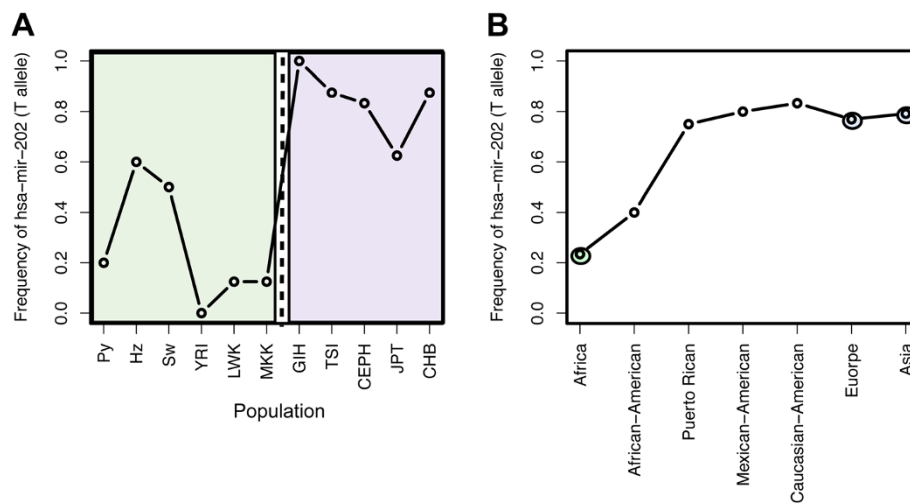 A
Frequency of hsa-mir-202 (T allele)
1.0
0.8
0.6
0.4
0.2
0.0
Py
Hz
Sw
YRI
LWK
MKK
GIH
TSI
CEPH
JPT
CHB
Population
B
Frequency of hsa-mir-202 (T allele)
1.0
0.8
0.6
0.4
0.2
0.0
Africa
African-American
Puerto Rican
Mexican-American
Caucasian-American
Euorpe
Asia